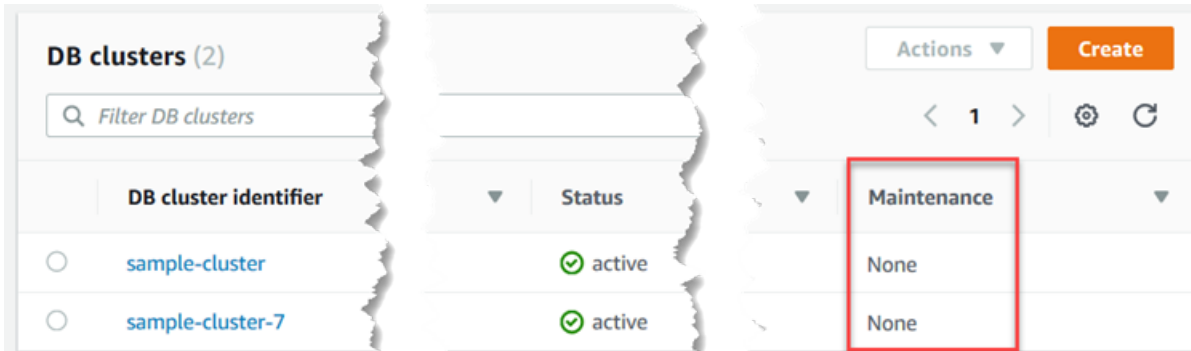 DB clusters (2)
Actions
Create
Filter DB clusters
1
DB cluster identifier Status Maintenance
sample-cluster active None
sample-cluster-7 active None